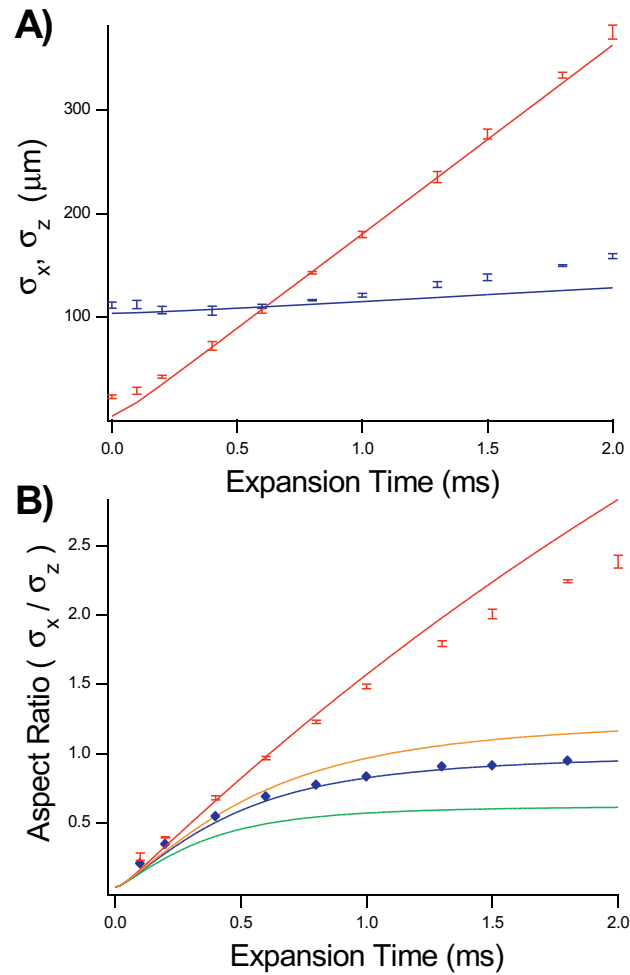 A)
300
200
100
σx, σz (μm)
0.0 0.5 1.0 1.5 2.0
Expansion Time (ms)
B)
2.5
2.0
1.5
1.0
0.5
Aspect Ratio ( σx / σz )
0.0 0.5 1.0 1.5 2.0
Expansion Time (ms)